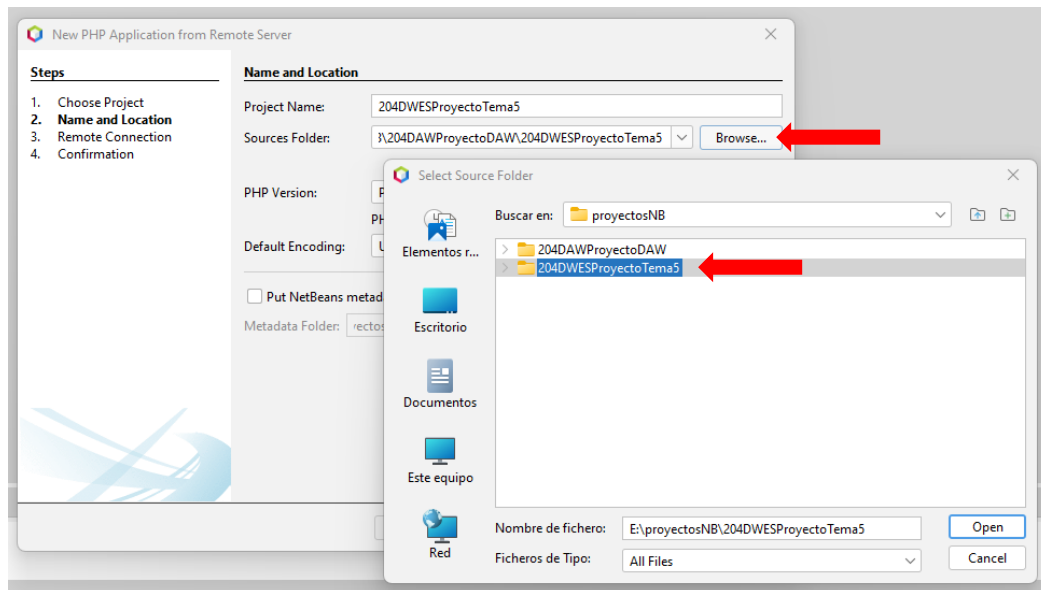 New PHP Application from Remote Server
Steps
1. Choose Project
2. Name and Location
3. Remote Connection
4. Confirmation
Name and Location
Project Name: 204DWESProyectoTema5
Sources Folder: \204DAWProyectoDAW\204DWESProyectoTema5 Browse...
PHP Version:
Default Encoding:
Put NetBeans metad
Metadata Folder:
Select Source Folder
Buscar en: proyectosNB
Elementos r...
Escritorio
Documentos
Este equipo
Red
204DAWProyectoDAW
204DWESProyectoTema5
Nombre de fichero: E:\proyectosNB\204DWESProyectoTema5 Open
Ficheros de Tipo: All Files Cancel